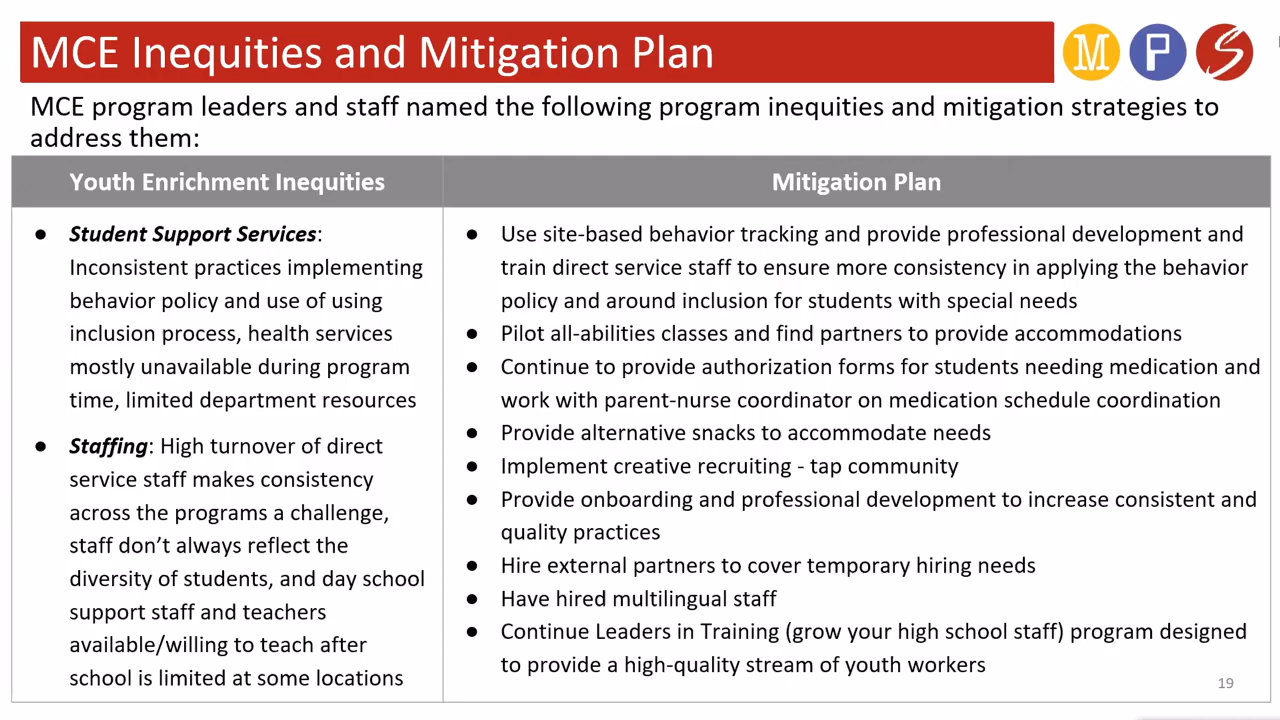 MCE Inequities and Mitigation Plan
M P S
MCE program leaders and staff named the following program inequities and mitigation strategies to
address them:
Youth Enrichment Inequities
● Student Support Services:
Inconsistent practices implementing
behavior policy and use of using
inclusion process, health services
mostly unavailable during program
time, limited department resources
● Staffing: High turnover of direct
service staff makes consistency
across the programs a challenge,
staff don’t always reflect the
diversity of students, and day school
support staff and teachers
available/willing to teach after
school is limited at some locations
Mitigation Plan
● Use site-based behavior tracking and provide professional development and
train direct service staff to ensure more consistency in applying the behavior
policy and around inclusion for students with special needs
● Pilot all-abilities classes and find partners to provide accommodations
● Continue to provide authorization forms for students needing medication and
work with parent-nurse coordinator on medication schedule coordination
● Provide alternative snacks to accommodate needs
● Implement creative recruiting - tap community
● Provide onboarding and professional development to increase consistent and
quality practices
● Hire external partners to cover temporary hiring needs
● Have hired multilingual staff
● Continue Leaders in Training (grow your high school staff) program designed
to provide a high-quality stream of youth workers
19